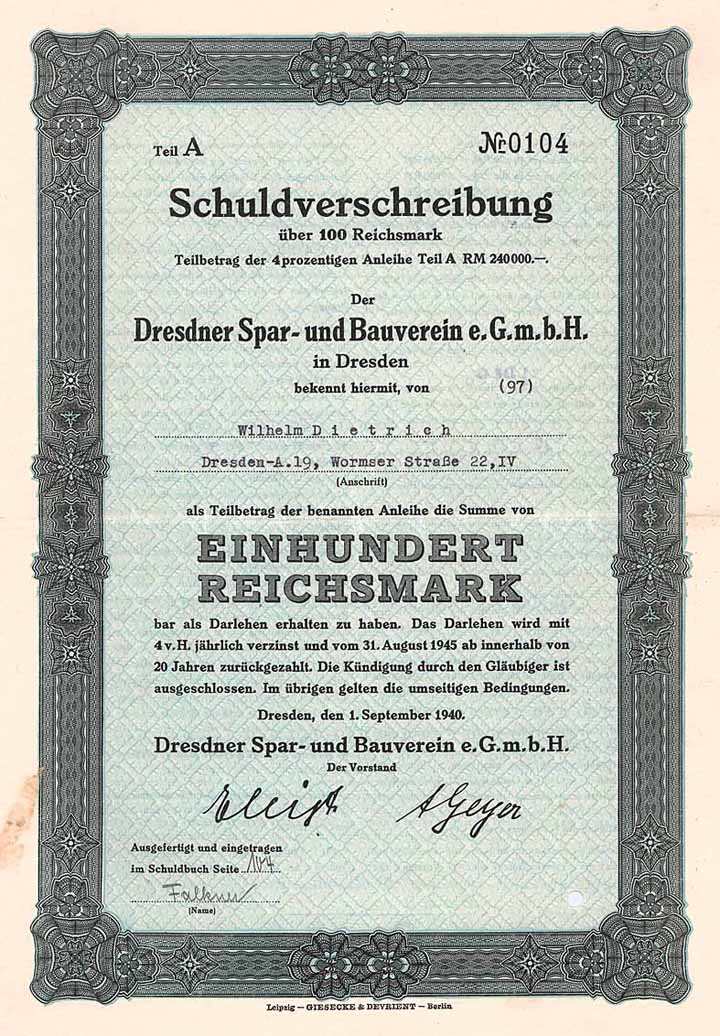 Teil A
№ 0104
Schuldverschreibung
über 100 Reichsmark
Teilbetrag der 4prozentigen Anleihe Teil A RM 240000.—.
Der
Dresdner Spar- und Bauverein e.G.m.b.H.
in Dresden
bekennt hiermit, von (97)
Wilhelm D i e t r i c h
Dresden-A.19, Wormser Straße 22,IV
(Anschrift)
als Teilbetrag der benannten Anleihe die Summe von
EINHUNDERT
REICHSMARK
bar als Darlehen erhalten zu haben. Das Darlehen wird mit
4 v.H. jährlich verzinst und vom 31. August 1945 ab innerhalb von
20 Jahren zurückgezahlt. Die Kündigung durch den Gläubiger ist
ausgeschlossen. Im übrigen gelten die umseitigen Bedingungen.
Dresden, den 1. September 1940.
Dresdner Spar- und Bauverein e.G.m.b.H.
Der Vorstand
AGeyer
Ausgefertigt und eingetragen
im Schuldbuch Seite
(Name)
Leipzig — GIESECKE & DEVRIENT — Berlin